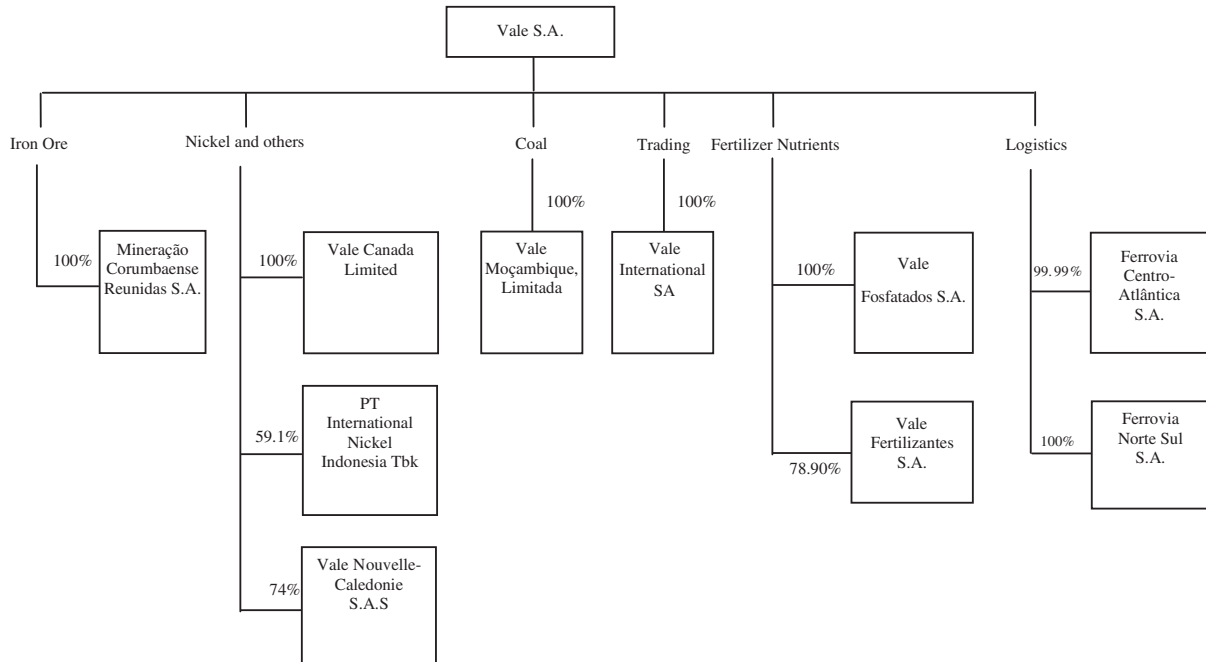 Vale S.A.
Iron Ore
Nickel and others
Coal
Trading
Fertilizer Nutrients
Logistics
100%
Mineração
Corumbaense
Reunidas S.A.
100%
Vale Canada
Limited
59.1%
PT
International
Nickel
Indonesia Tbk
74%
Vale Nouvelle-
Caledonie
S.A.S
100%
Vale
Moçambique,
Limitada
100%
Vale
International
SA
100%
Vale
Fosfatados S.A.
78.90%
Vale
Fertilizantes
S.A.
99.99%
Ferrovia
Centro-
Atlântica
S.A.
100%
Ferrovia
Norte Sul
S.A.